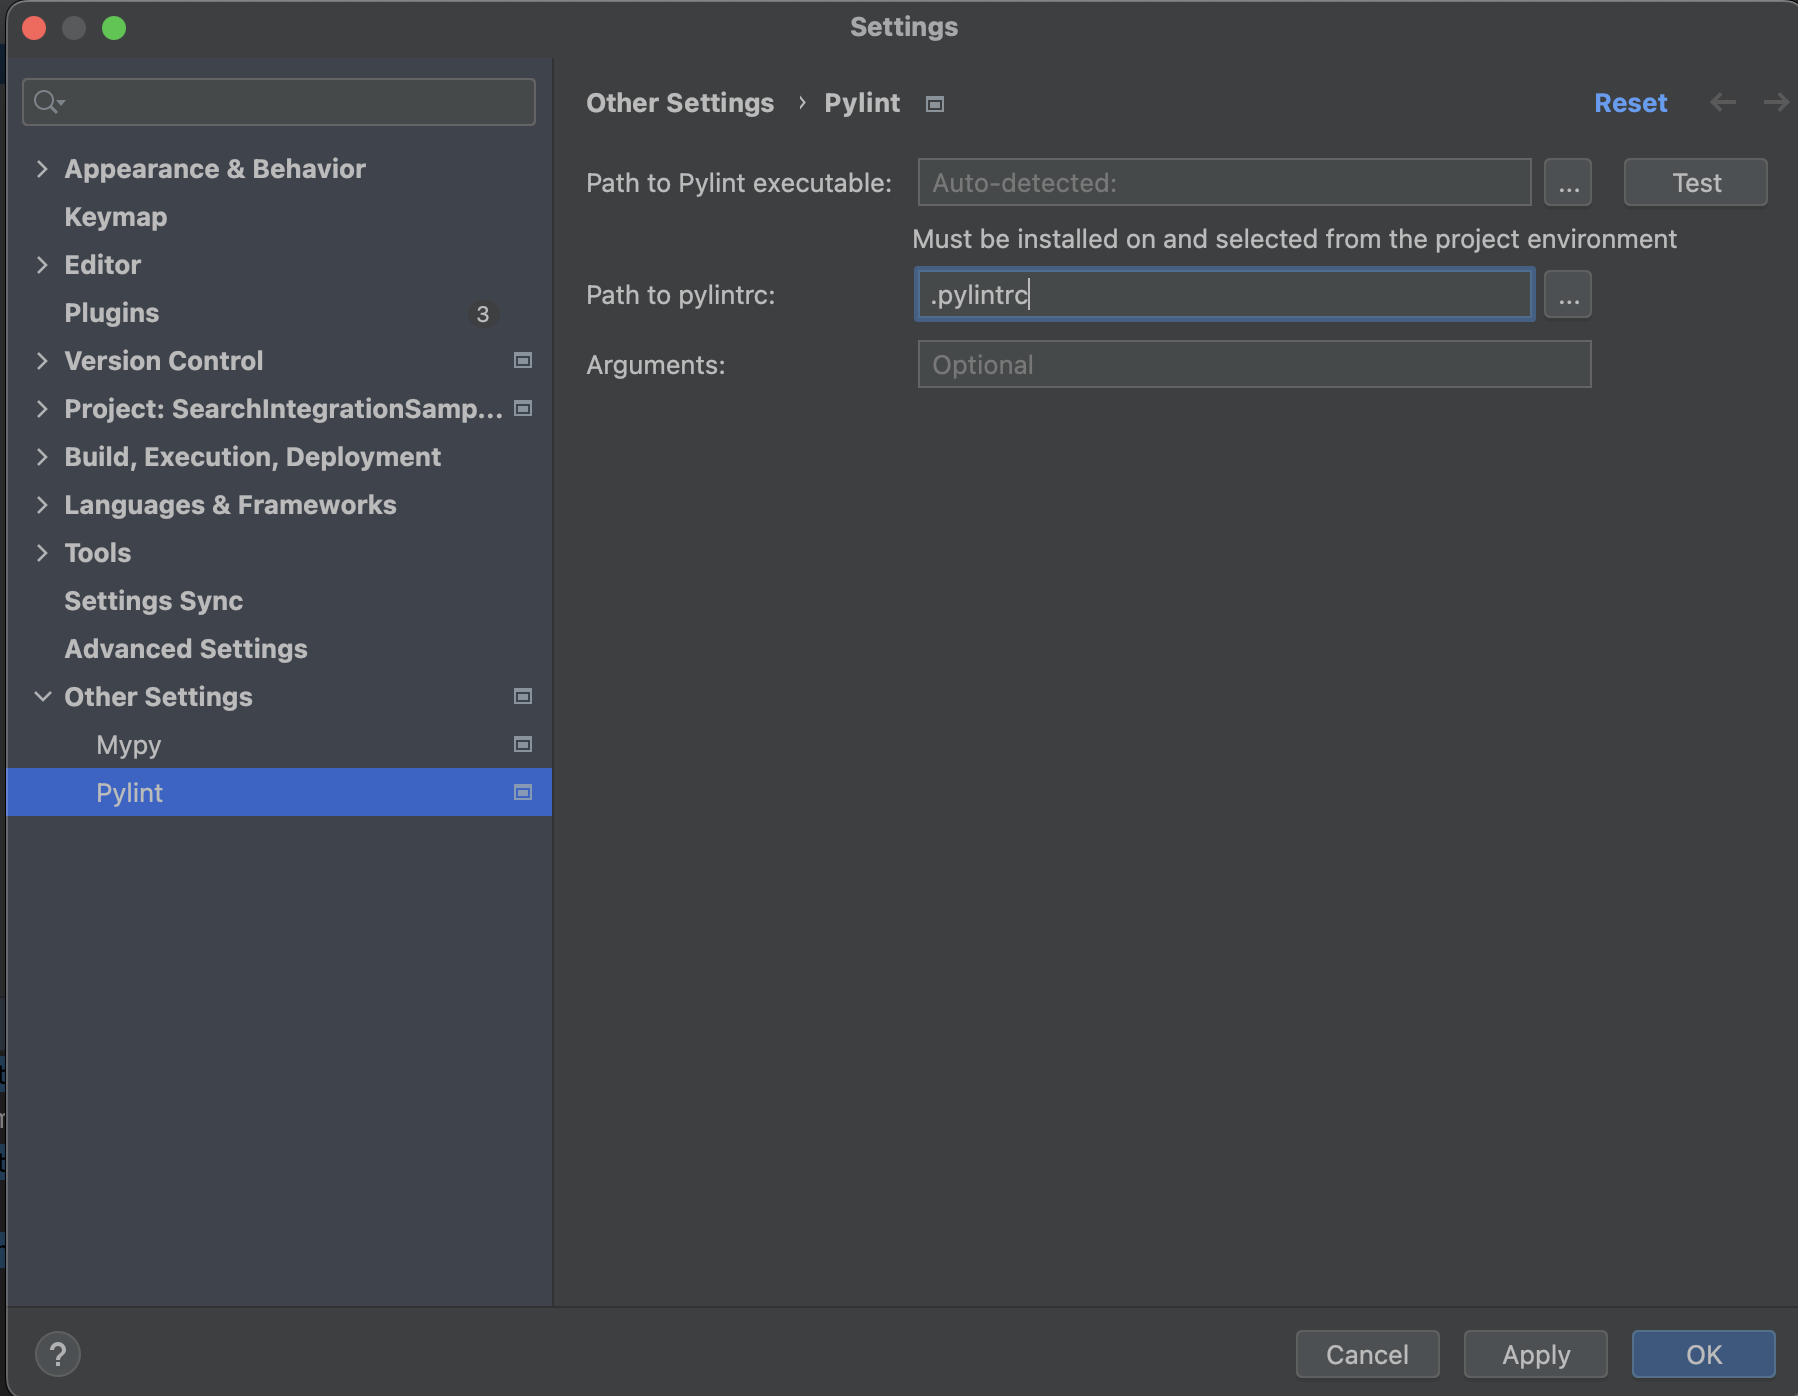 Settings
Other Settings › Pylint
Reset
Appearance & Behavior
Keymap
Editor
Plugins
3
Version Control
Project: SearchIntegrationSamp...
Build, Execution, Deployment
Languages & Frameworks
Tools
Settings Sync
Advanced Settings
Other Settings
Mypy
Pylint
Path to Pylint executable:
Auto-detected:
...
Test
Must be installed on and selected from the project environment
Path to pylintrc:
.pylintrc
...
Arguments:
Optional
?
Cancel
Apply
OK